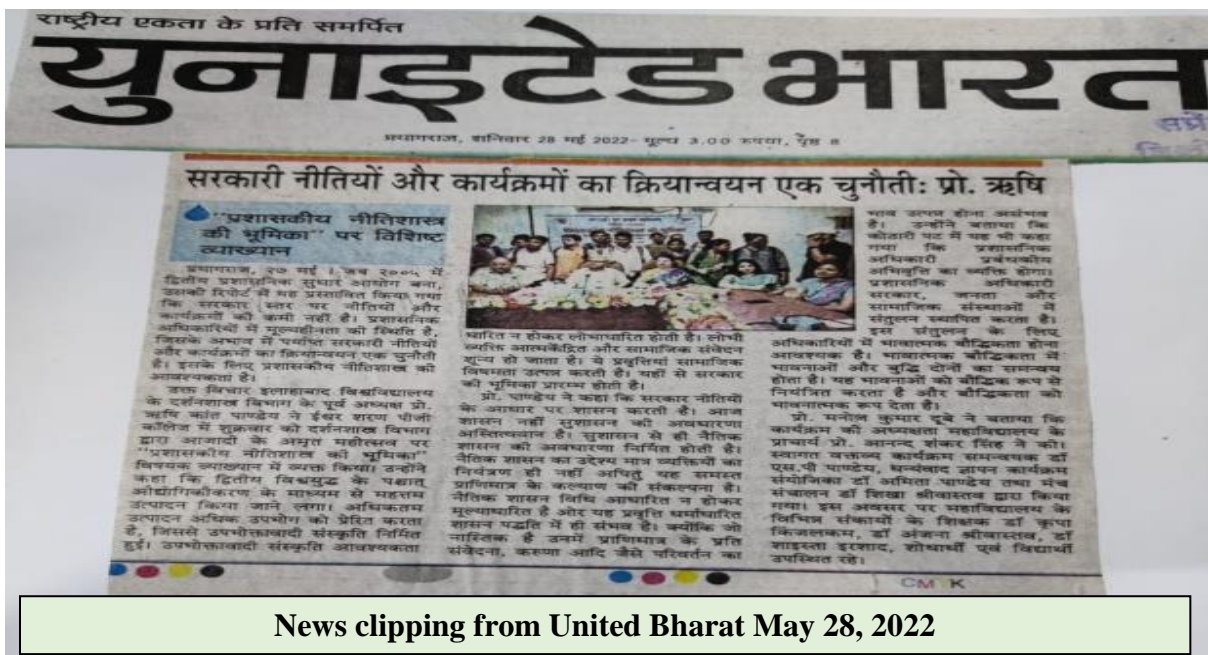 राष्ट्रीय एकता के प्रति समर्पित
युनाइटेड भारत
प्रयागराज, शनिवार 28 मई 2022- मूल्य 3.00 रुपया, पृष्ठ 8
सरकारी नीतियों और कार्यक्रमों का क्रियान्वयन एक चुनौतीः प्रो. ऋषि
"प्रशासकीय नीतिशास्त्र
की भूमिका" पर विशिष्ट
व्याख्यान
प्रयागराज, २७ मई । जब २००५ में
द्वितीय प्रशासनिक सुधार आयोग बना,
उसकी रिपोर्ट में यह प्रस्तावित किया गया
कि सरकार स्तर पर नीतियों और
कार्यक्रमों की कमी नहीं है। प्रशासनिक
अधिकारियों में मूल्यहीनता की स्थिति है,
जिसके अभाव में पर्याप्त सरकारी नीतियों
और कार्यक्रमों का क्रियान्वयन एक चुनौती
है। इसके लिए प्रशासकीय नीतिशास्त्र की
आवश्यकता है।
उक्त विचार इलाहाबाद विश्वविद्यालय
के दर्शनशास्त्र विभाग के पूर्व अध्यक्ष प्रो.
ऋषि कांत पाण्डेय ने ईश्वर शरण पीजी
कॉलेज में शुक्रवार को दर्शनशास्त्र विभाग
द्वारा आजादी के अमृत महोत्सव पर
"प्रशासकीय नीतिशास्त्र की भूमिका"
विषयक व्याख्यान में व्यक्त किया। उन्होंने
कहा कि द्वितीय विश्वयुद्ध के पश्चात्
औद्योगिकीकरण के माध्यम से महत्तम
उत्पादन किया जाने लगा। अधिकतम
उत्पादन अधिक उपभोग को प्रेरित करता
है, जिससे उपभोक्तावादी संस्कृति निर्मित
हुई। उपभोक्तावादी संस्कृति आवश्यकता
धारित न होकर लोभाधारित होती है। लोभी
व्यक्ति आत्मकेंद्रित और सामाजिक संवेदन
शून्य हो जाता है। ये प्रवृत्तियां सामाजिक
विषमता उत्पन्न करती है। यहीं से सरकार
की भूमिका प्रारम्भ होती है।
प्रो. पाण्डेय ने कहा कि सरकार नीतियों
के आधार पर शासन करती है। आज
शासन नहीं सुशासन की अवधारणा
अस्तित्ववान है। सुशासन से ही नैतिक
शासन की अवधारणा निर्मित होती है।
नैतिक शासन का उद्देश्य मात्र व्यक्तियों का
नियंत्रण ही नहीं अपितु यह समस्त
प्राणिमात्र के कल्याण की संकल्पना है।
नैतिक शासन विधि आधारित न होकर
मूल्याधारित है और यह प्रवृत्ति धर्माधारित
शासन पद्धति में ही संभव है। क्योंकि जो
नास्तिक है उनमें प्राणिमात्र के प्रति
संवेदना, करुणा आदि जैसे परिवर्तन का
भाव उत्पन्न होना असंभव
है। उन्होंने बताया कि
कोठारी पट में यह भी कहा
गया कि प्रशासनिक
अधिकारी प्रबंधकीय
अभिवृत्ति का व्यक्ति होगा।
प्रशासनिक अधिकारी
सरकार, जनता और
सामाजिक संस्थाओं में
संतुलन स्थापित करता है।
इस संतुलन के लिए
अधिकारियों में भावात्मक बौद्धिकता होना
आवश्यक है। भावात्मक बौद्धिकता में
भावनाओं और बुद्धि दोनों का समन्वय
होता है। यह भावनाओं को बौद्धिक रूप से
नियंत्रित करता है और बौद्धिकता को
भावनात्मक रूप देता है।
प्रो. मनोज कुमार दूबे ने बताया कि
कार्यक्रम की अध्यक्षता महाविद्यालय के
प्राचार्य प्रो. आनन्द शंकर सिंह ने की।
स्वागत वक्तव्य कार्यक्रम समन्वयक डॉ
एस.पी पाण्डेय, धन्यवाद ज्ञापन कार्यक्रम
संयोजिका डॉ अमिता पाण्डेय तथा मंच
संचालन डॉ शिखा श्रीवास्तव द्वारा किया
गया। इस अवसर पर महाविद्यालय के
विभिन्न संकायों के शिक्षक डॉ कृपा
किंजलकम, डॉ अंजना श्रीवास्तव, डॉ
शाइस्ता इरशाद, शोधार्थी एवं विद्यार्थी
उपस्थित रहे।
CMYK
News clipping from United Bharat May 28, 2022